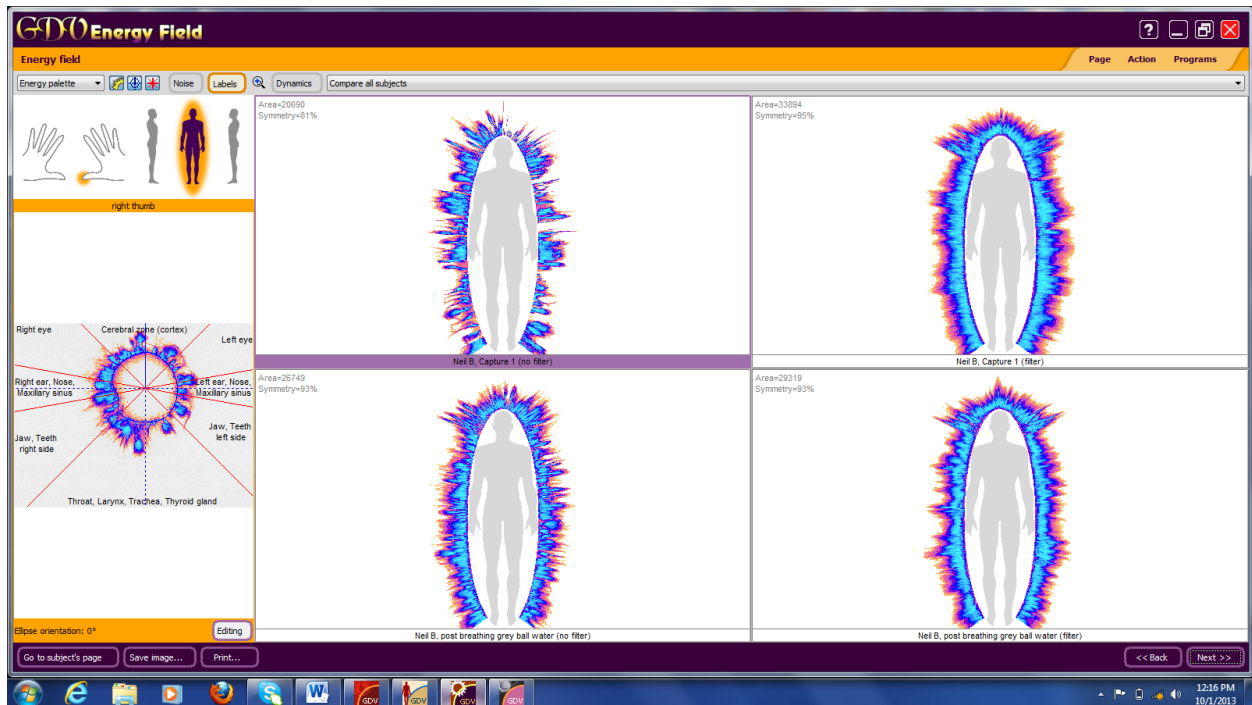 GDV Energy Field
Energy field
Page Action Programs
Energy palette
Noise
Labels
Dynamics
Compare all subjects
right thumb
Right eye
Cerebral zone (cortex)
Left eye
Right ear, Nose,
Maxillary sinus
Left ear, Nose,
Maxillary sinus
Jaw, Teeth
right side
Jaw, Teeth
left side
Throat, Larynx, Trachea, Thyroid gland
Ellipse orientation: 0°
Editing
Area=20690
Symmetry=81%
Neil B, Capture 1 (no filter)
Area=33894
Symmetry=95%
Neil B, Capture 1 (filter)
Area=26749
Symmetry=93%
Neil B, post breathing grey ball water (no filter)
Area=29319
Symmetry=93%
Neil B, post breathing grey ball water (filter)
Go to subject's page
Save image...
Print...
<< Back
Next >>
GDV
GDV
GDV
GDV
12:16 PM
10/1/2013